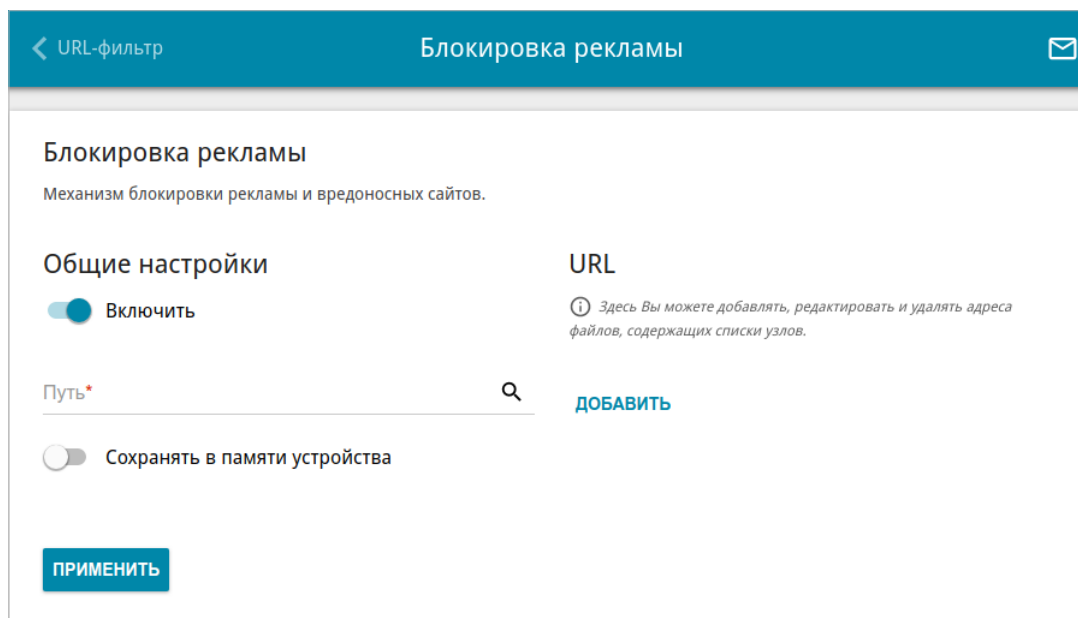 URL-фильтр
Блокировка рекламы
Блокировка рекламы
Механизм блокировки рекламы и вредоносных сайтов.
Общие настройки
Включить
Путь*
Сохранять в памяти устройства
ПРИМЕНИТЬ
URL
Здесь Вы можете добавлять, редактировать и удалять адреса
файлов, содержащих списки узлов.
ДОБАВИТЬ